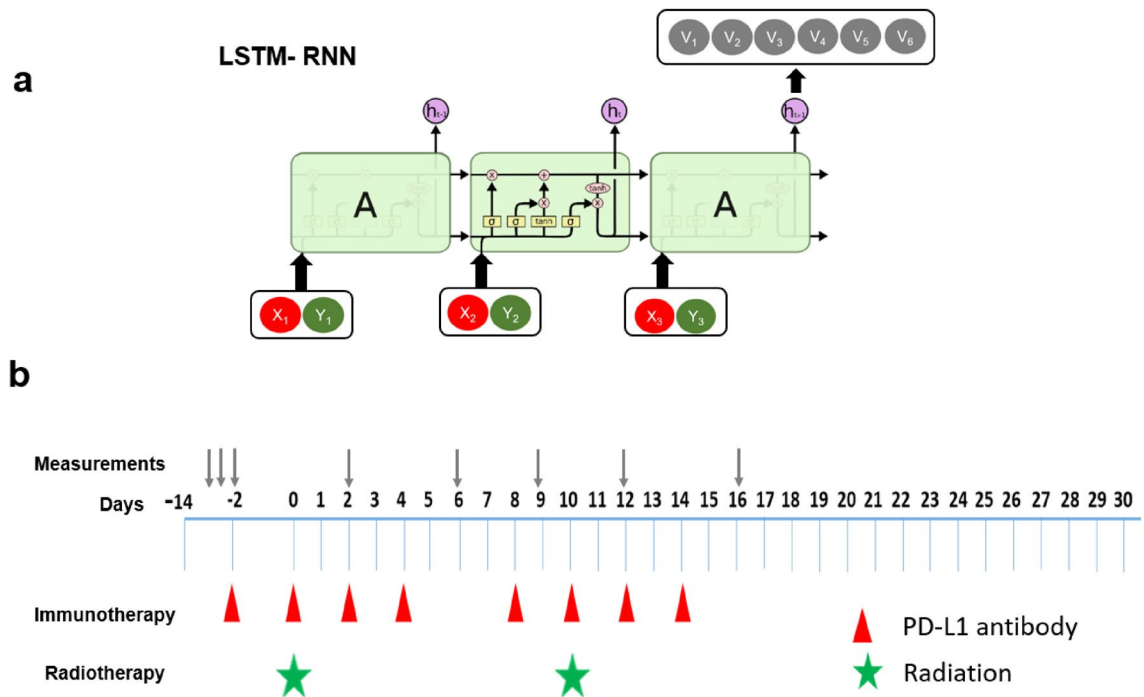 LSTM- RNN
a
V1 V2 V3 V4 V5 V6
ht-1 ht ht+1
A A
x + tanh x
σ σ tanh σ
X1 Y1 X2 Y2 X3 Y3
b
Measurements
Days -14 -2 0 1 2 3 4 5 6 7 8 9 10 11 12 13 14 15 16 17 18 19 20 21 22 23 24 25 26 27 28 29 30
Immunotherapy
PD-L1 antibody
Radiotherapy
Radiation